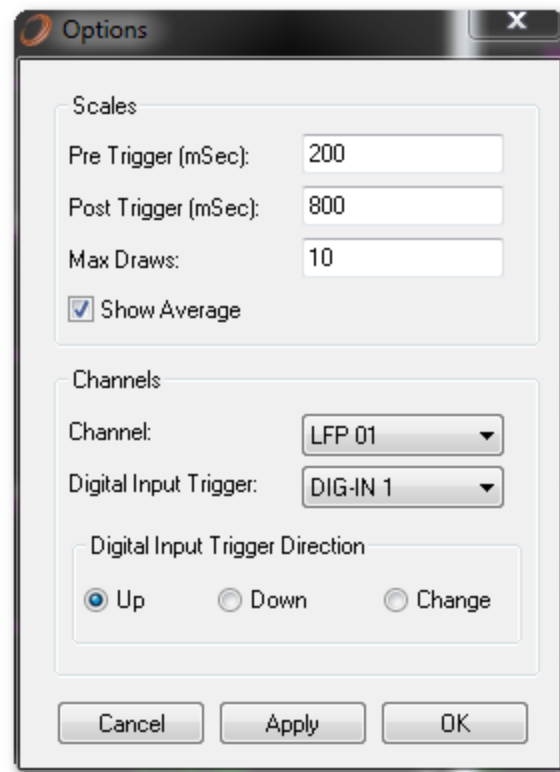 Options
X
Scales
Pre Trigger (mSec): 200
Post Trigger (mSec): 800
Max Draws: 10
Show Average
Channels
Channel: LFP 01
Digital Input Trigger: DIG-IN 1
Digital Input Trigger Direction
Up Down Change
Cancel Apply OK